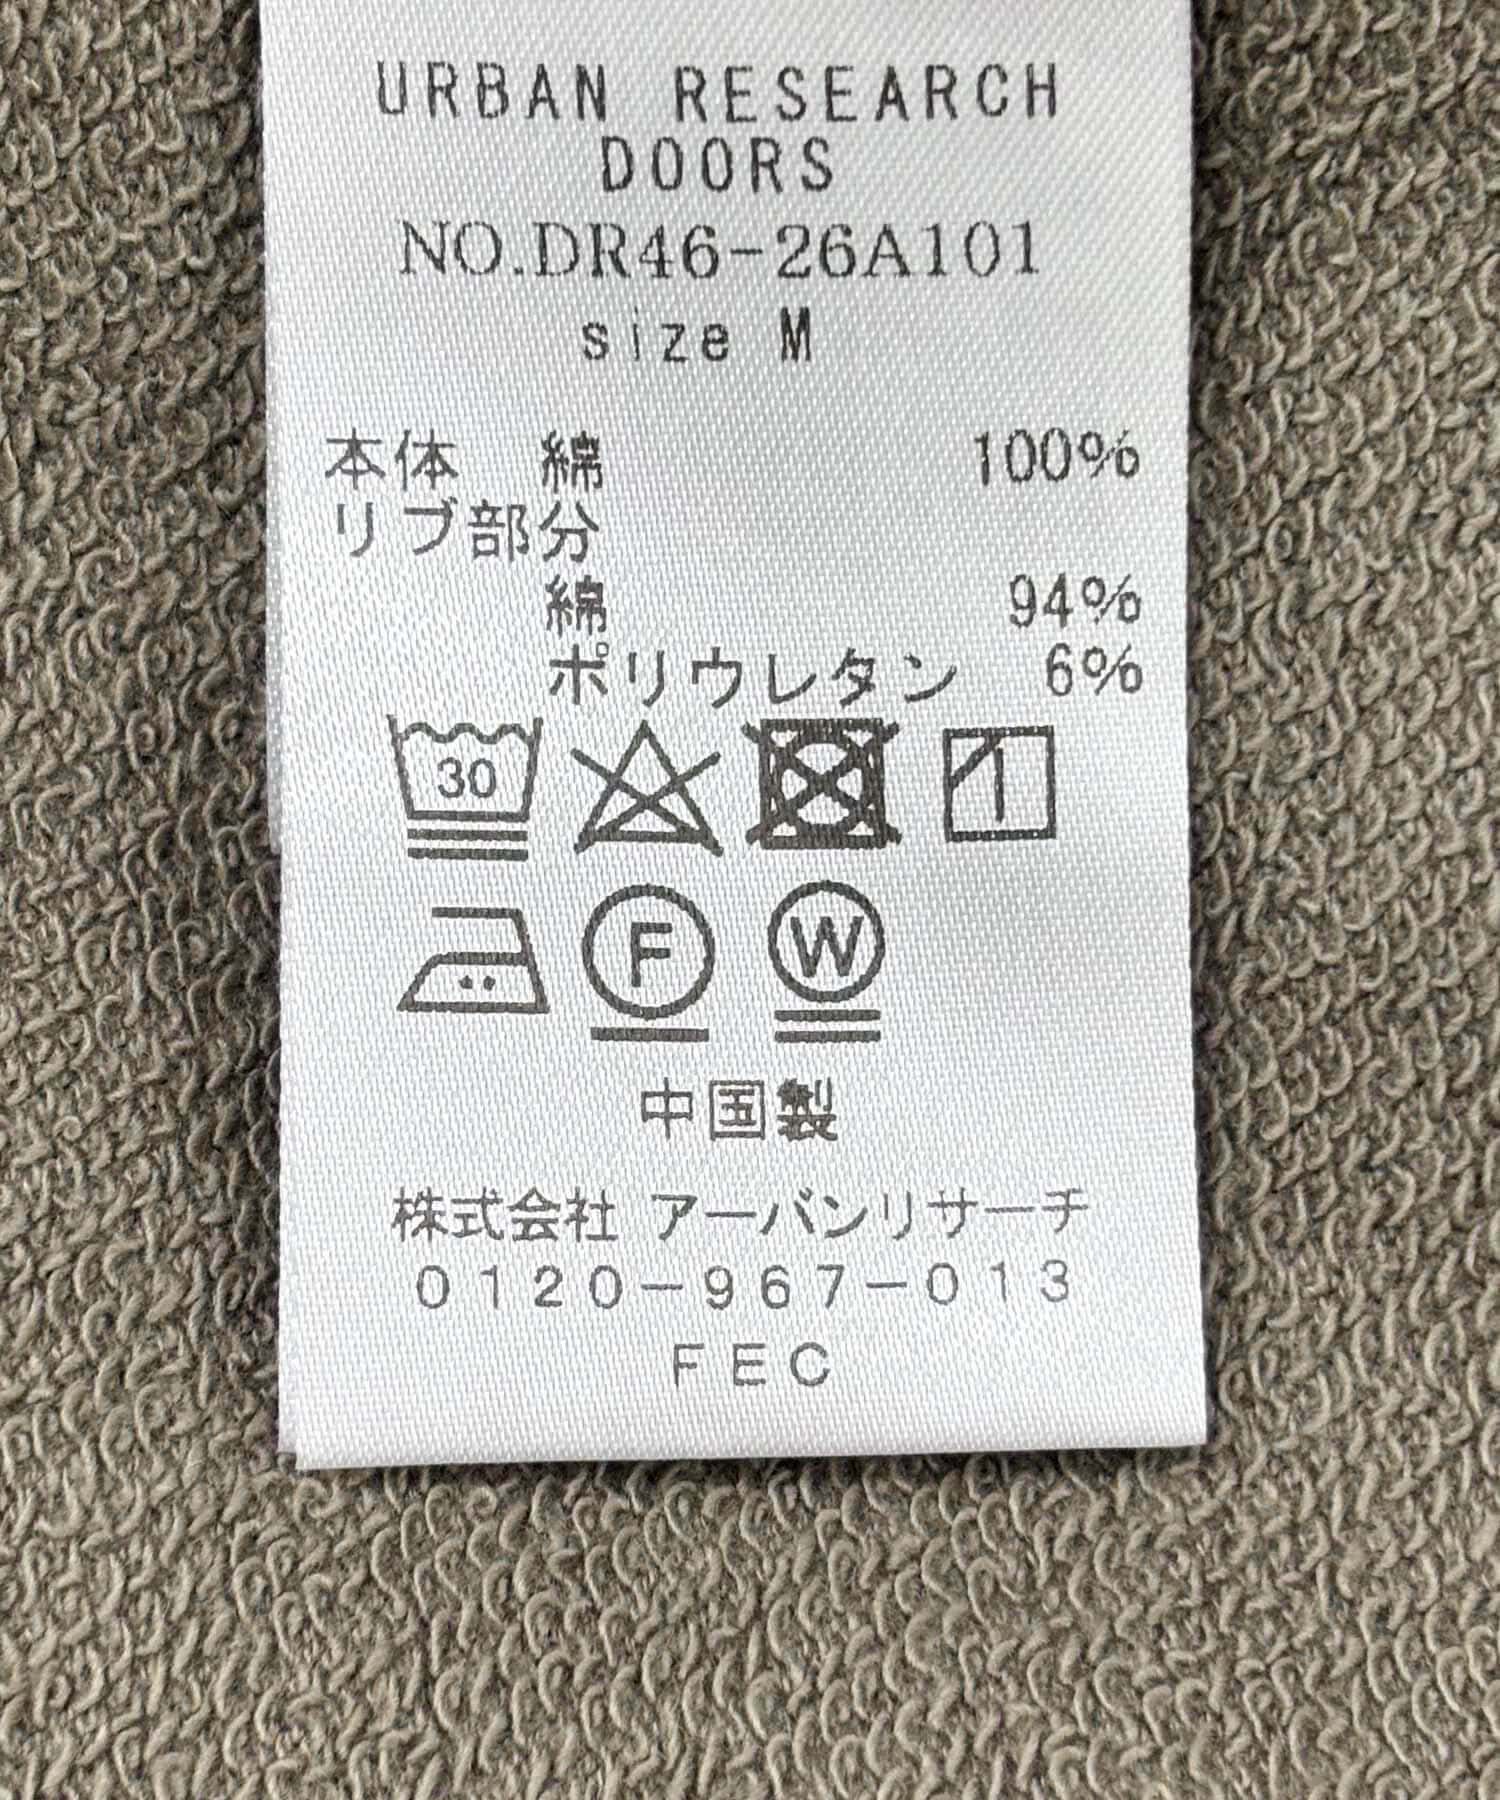 URBAN RESEARCH
DOORS
NO.DR46-26A101
size M
本体 綿 100%
リブ部分
綿 94%
ポリウレタン 6%
30
F W
中国製
株式会社 アーバンリサーチ
0120-967-013
FEC